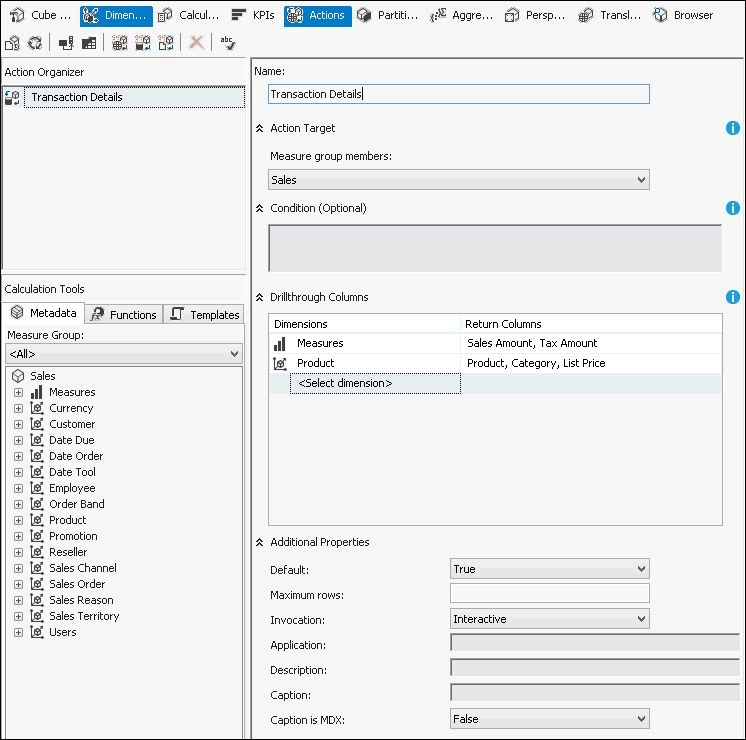 Cube ... Dimen... Calcul... KPIs Actions Partiti... Aggre... Persp... Transl... Browser
abc
Action Organizer
Transaction Details
Name:
Transaction Details
Action Target
Measure group members:
Sales
Condition (Optional)
Drillthrough Columns
Dimensions Return Columns
Measures Sales Amount, Tax Amount
Product Product, Category, List Price
<Select dimension>
Additional Properties
Default: True
Maximum rows:
Invocation: Interactive
Application:
Description:
Caption:
Caption is MDX: False
Calculation Tools
Metadata Functions Templates
Measure Group:
<All>
Sales
Measures
Currency
Customer
Date Due
Date Order
Date Tool
Employee
Order Band
Product
Promotion
Reseller
Sales Channel
Sales Order
Sales Reason
Sales Territory
Users